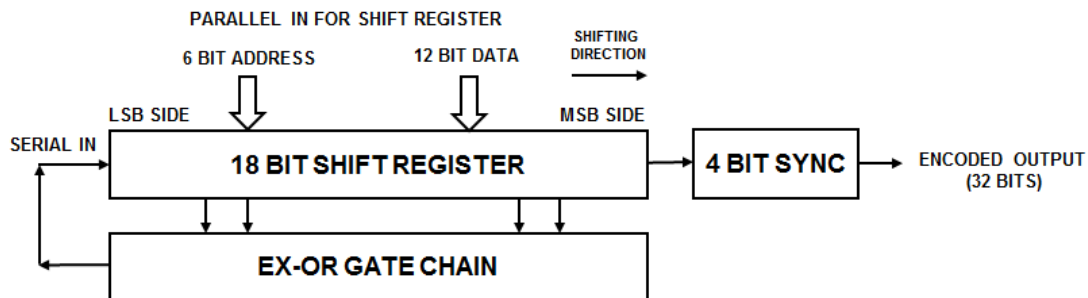 PARALLEL IN FOR SHIFT REGISTER
6 BIT ADDRESS
12 BIT DATA
SHIFTING
DIRECTION
LSB SIDE
MSB SIDE
SERIAL IN
18 BIT SHIFT REGISTER
4 BIT SYNC
ENCODED OUTPUT
(32 BITS)
EX-OR GATE CHAIN